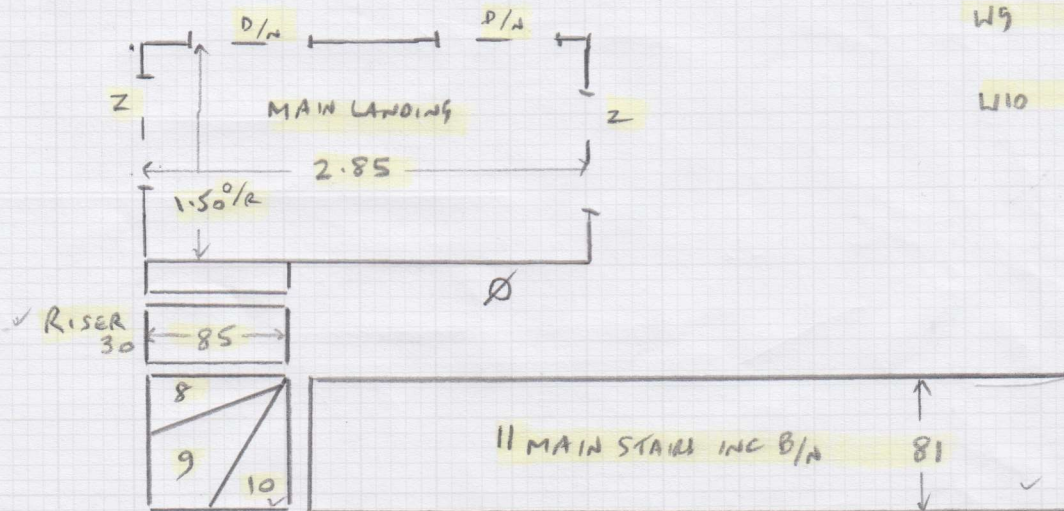 D/N D/N W9
Z MAIN LANDING Z W10
2.85
1.50 O/R
Ø
✓ RISER 85
30
8
9 11 MAIN STAIRS INC B/N 81
10 ✓ ✓